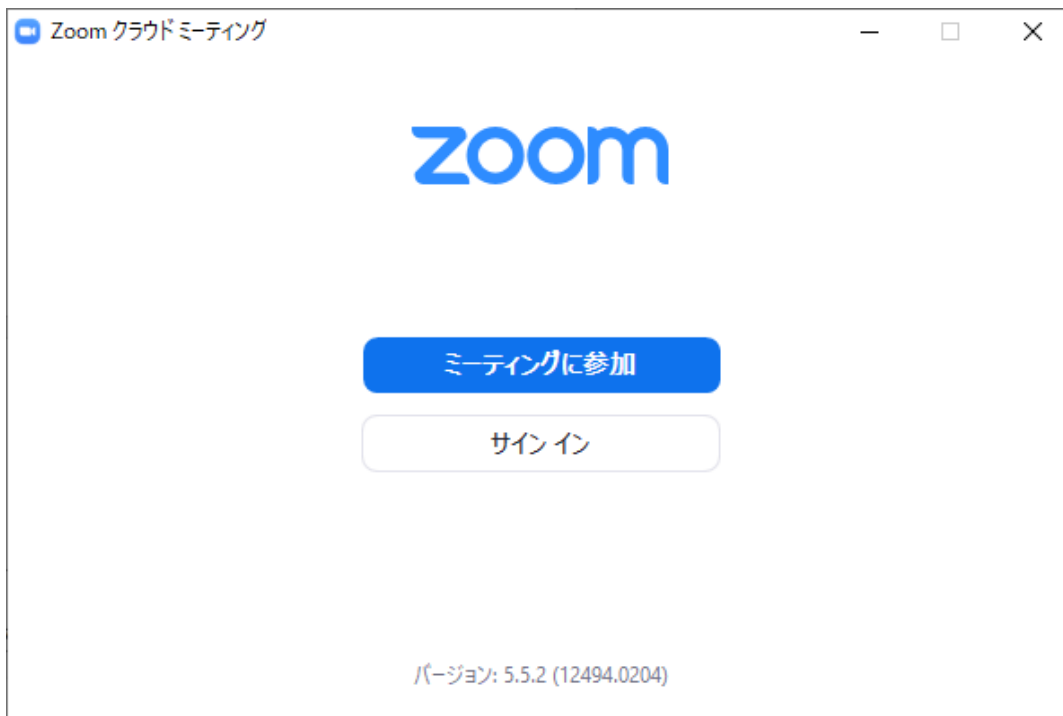 Zoom クラウド ミーティング
zoom
ミーティングに参加
サイン イン
バージョン: 5.5.2 (12494.0204)